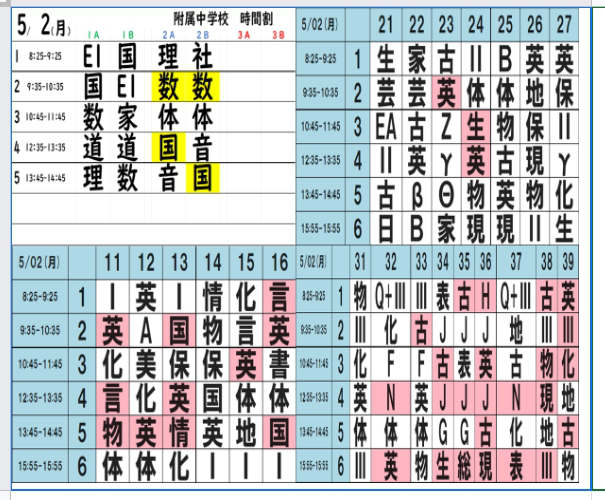 5/ 2(月) 附属中学校 時間割
1A 1B 2A 2B 3A 3B
1 8:25-9:25 EI 国 理 社
2 9:35-10:35 国 EI 数 数
3 10:45-11:45 数 家 体 体
4 12:35-13:35 道 道 国 音
5 13:45-14:45 理 数 音 国
5/02(月) 21 22 23 24 25 26 27
8:25-9:25 1 生 家 古 II B 英 英
9:35-10:35 2 芸 芸 英 体 体 地 保
10:45-11:45 3 EA 古 Z 生 物 保 II
12:35-13:35 4 II 英 γ 英 古 現 γ
13:45-14:45 5 古 β Θ 物 英 物 化
15:55-15:55 6 日 B 家 現 現 II 生
5/02(月) 11 12 13 14 15 16
8:25-9:25 1 I 英 I 情 化 言
9:35-10:35 2 英 A 国 物 言 英
10:45-11:45 3 化 美 保 保 英 書
12:35-13:35 4 言 化 英 国 体 体
13:45-14:45 5 物 英 情 英 地 国
15:55-15:55 6 体 体 化 I I I
5/02(月) 31 32 33 34 35 36 37 38 39
8:25-9:25 1 物 Q+III III 表 古 H Q+III 古 英
9:35-10:35 2 III 化 古 J J J 地 III III
10:45-11:45 3 化 F F 古 表 英 古 物 化
12:35-13:35 4 英 N 英 J J J N 現 地
13:45-14:45 5 体 体 体 G G 古 化 地 古
15:55-15:55 6 III 英 物 生 総 現 表 III 物